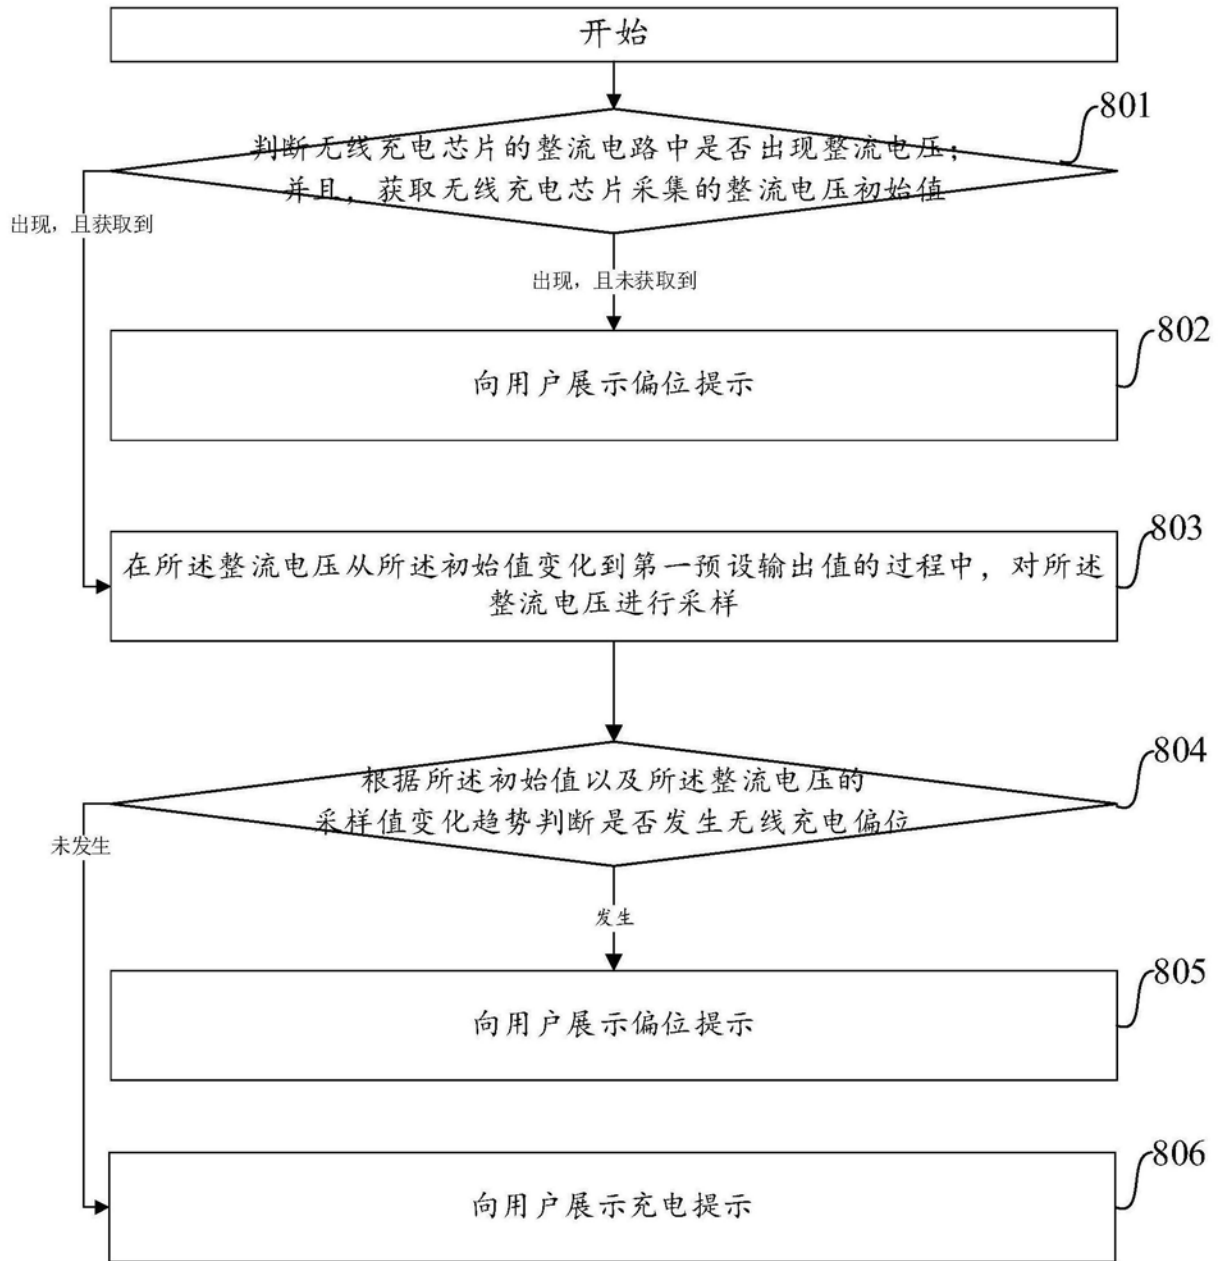 开始
801
判断无线充电芯片的整流电路中是否出现整流电压；
并且，获取无线充电芯片采集的整流电压初始值
出现，且获取到
出现，且未获取到
802
向用户展示偏位提示
803
在所述整流电压从所述初始值变化到第一预设输出值的过程中，对所述
整流电压进行采样
804
根据所述初始值以及所述整流电压的
采样值变化趋势判断是否发生无线充电偏位
未发生
发生
805
向用户展示偏位提示
806
向用户展示充电提示